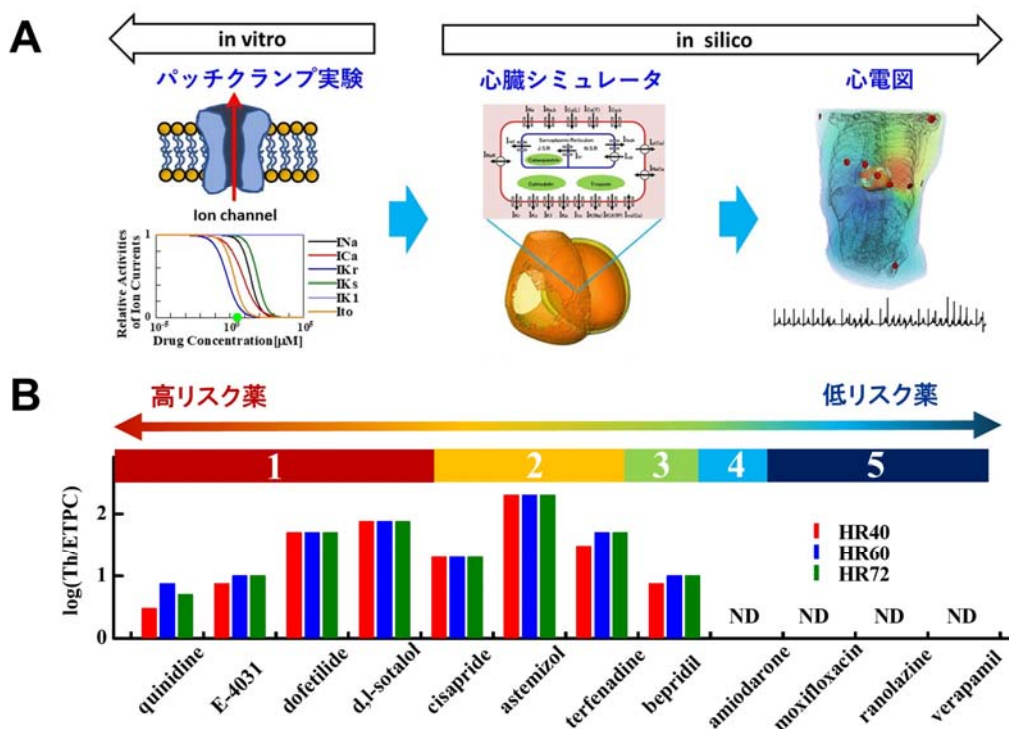 A
in vitro
in silico
パッチクランプ実験
心臓シミュレータ
心電図
Ion channel
Sarcoplasmic Reticulum
Relative Activities
of Ion Currents
1
0
INa
ICa
IKr
IKs
IK1
Ito
Drug Concentration[μM]
B
高リスク薬
低リスク薬
1
2
3
4
5
log(Th/ETPC)
2
1
0
HR40
HR60
HR72
ND
ND
ND
ND
quinidine
E-4031
dofetilide
d,l-sotalol
cisapride
astemizol
terfenadine
bepridil
amiodarone
moxifloxacin
ranolazine
verapamil